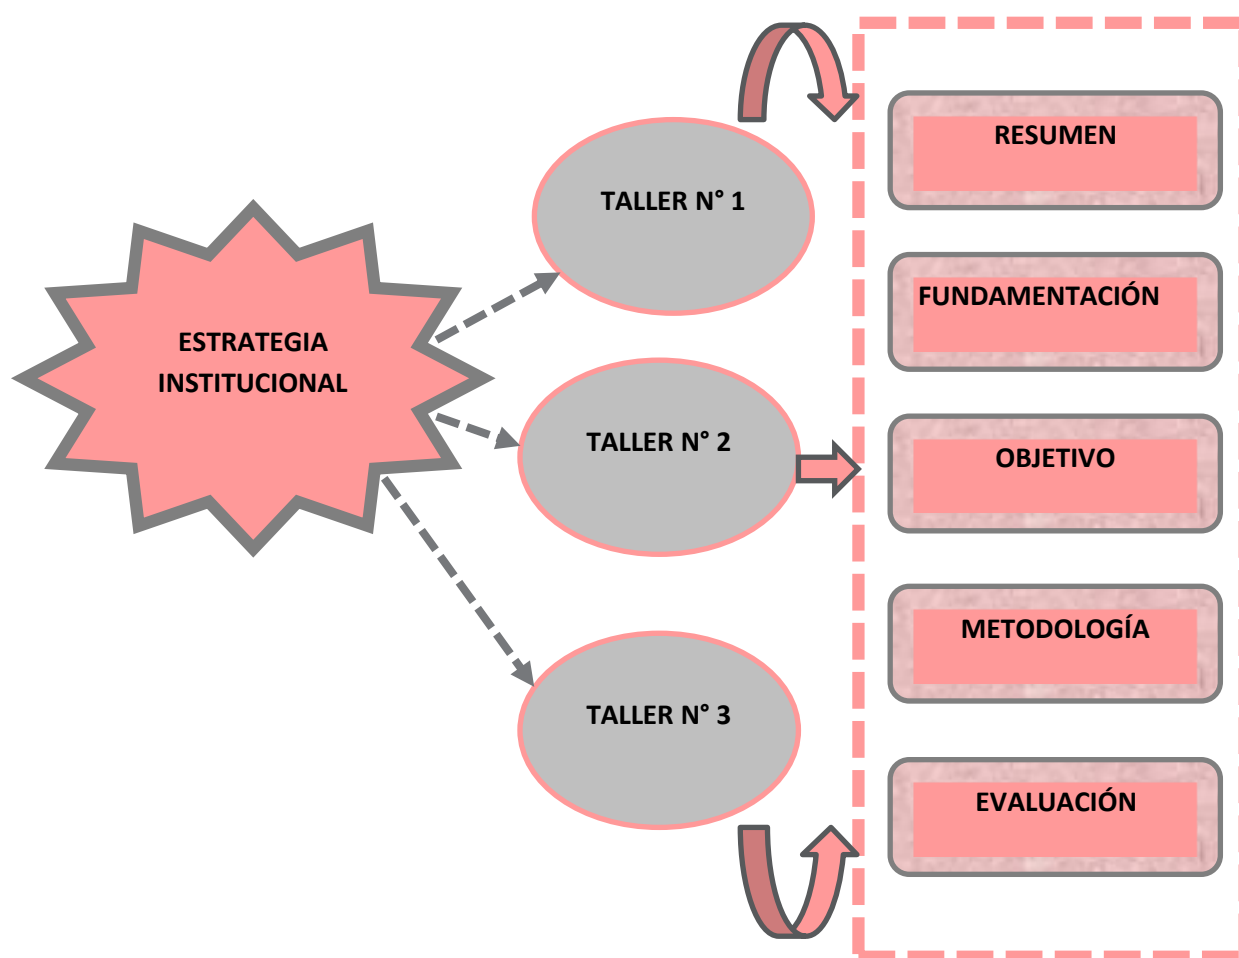 ESTRATEGIA
INSTITUCIONAL
TALLER N° 1
TALLER N° 2
TALLER N° 3
RESUMEN
FUNDAMENTACIÓN
OBJETIVO
METODOLOGÍA
EVALUACIÓN